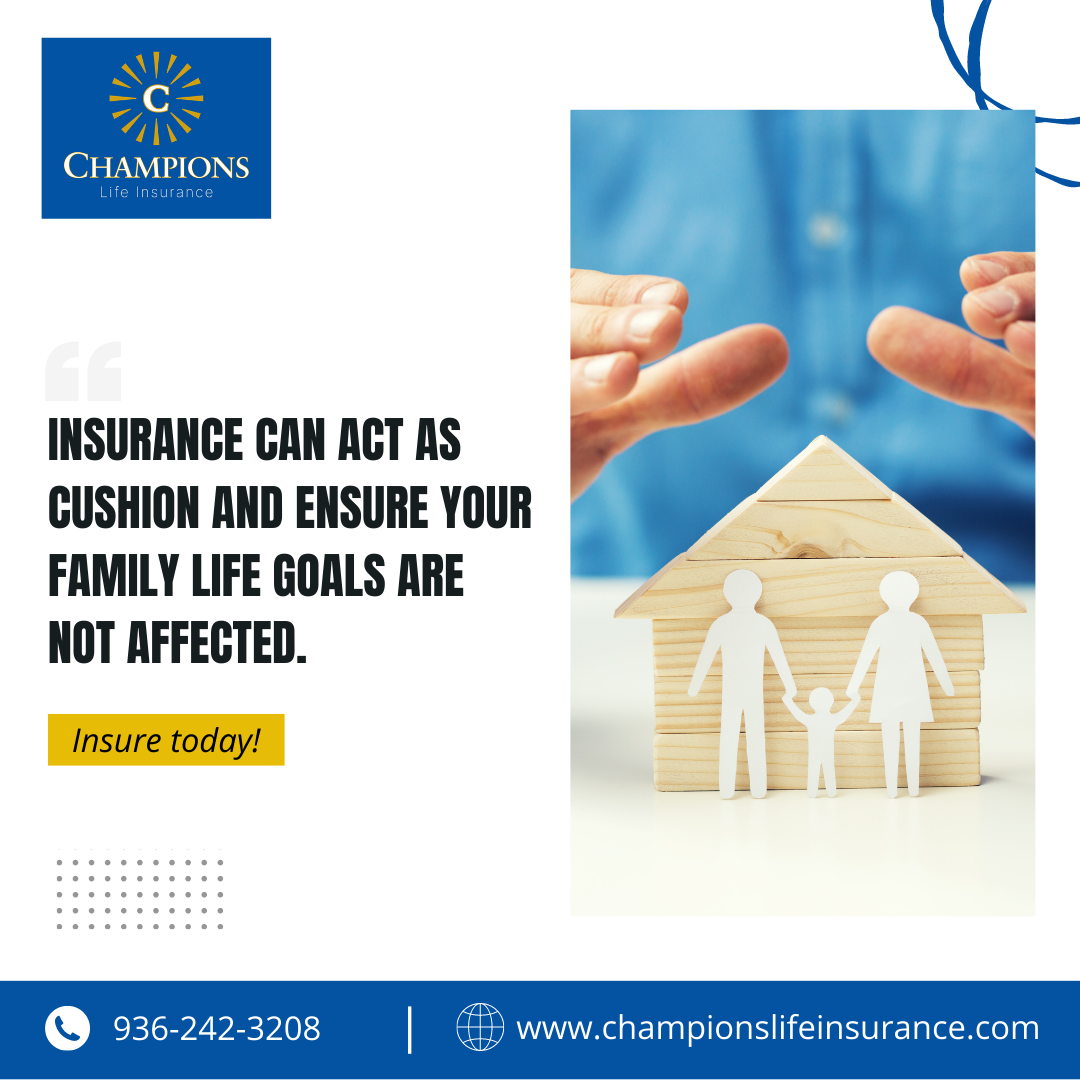 C
CHAMPIONS
Life Insurance
“
INSURANCE CAN ACT AS
CUSHION AND ENSURE YOUR
FAMILY LIFE GOALS ARE
NOT AFFECTED.
Insure today!
936-242-3208 | www.championslifeinsurance.com